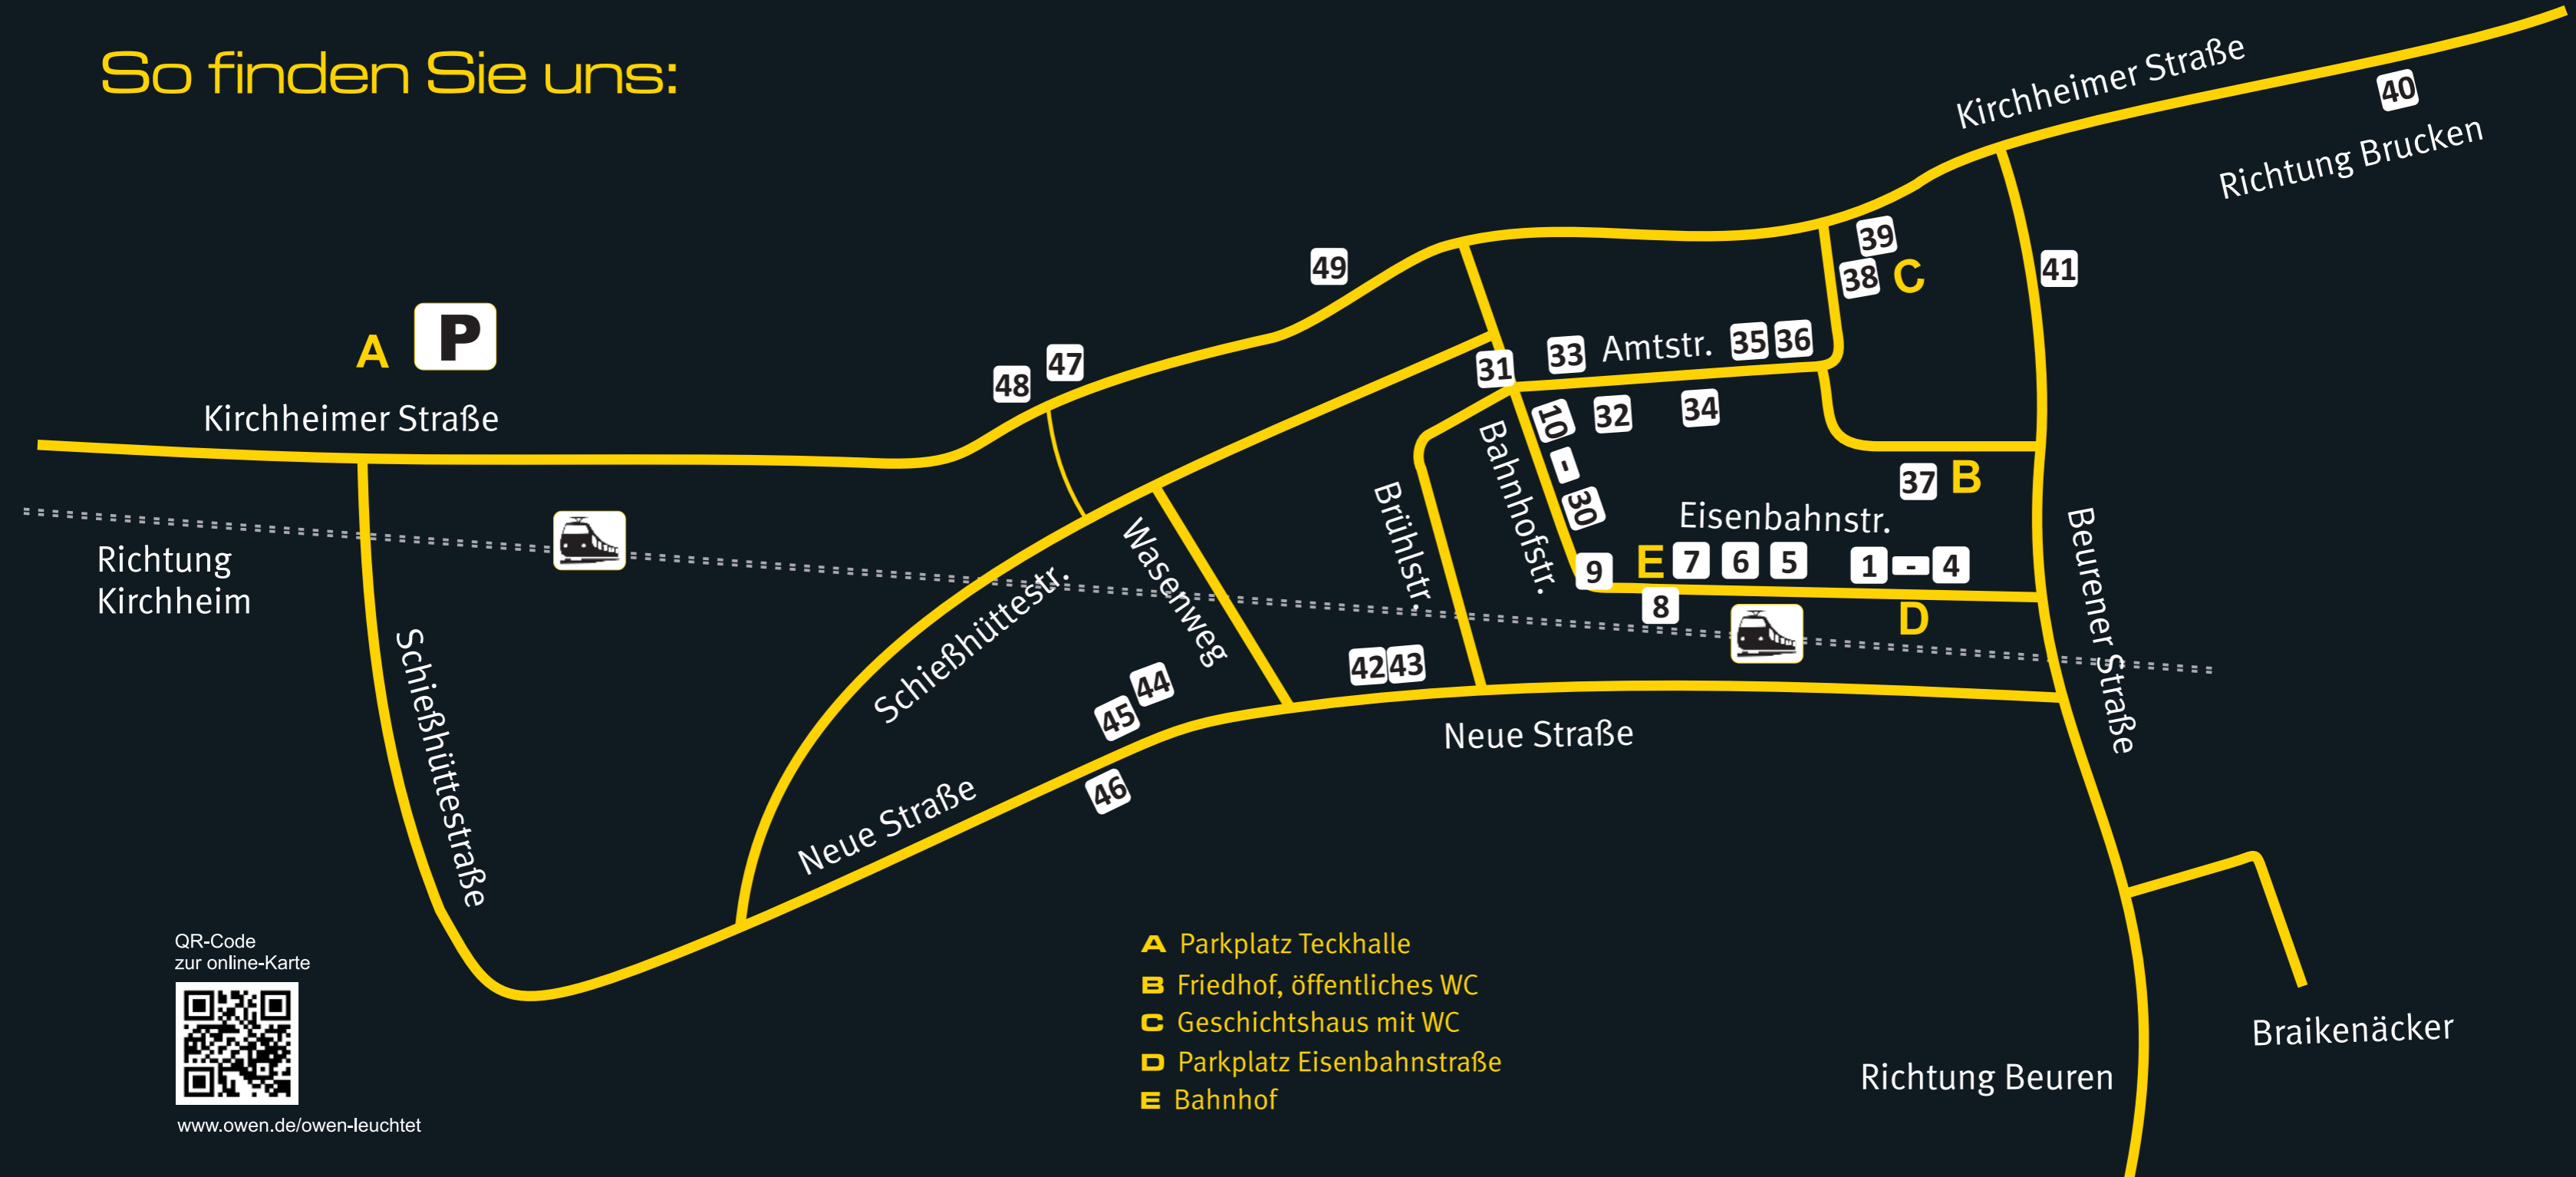 So finden Sie uns:
Kirchheimer Straße
40
Richtung Brucken
39
38 C
41
49
A P
48
47
Kirchheimer Straße
31
33 Amtstr. 35 36
10 - 30
32
34
Bahnhofstr.
Brühlstr.
37 B
Eisenbahnstr.
9
E 7 6 5 1 - 4
8
D
Beurener Straße
Richtung
Kirchheim
Schießhüttestr.
Wasenweg
Schießhüttestraße
42 43
44
45
46
Neue Straße
Neue Straße
A Parkplatz Teckhalle
B Friedhof, öffentliches WC
C Geschichtshaus mit WC
D Parkplatz Eisenbahnstraße
E Bahnhof
Braikenäcker
Richtung Beuren
QR-Code
zur online-Karte
www.owen.de/owen-leuchtet